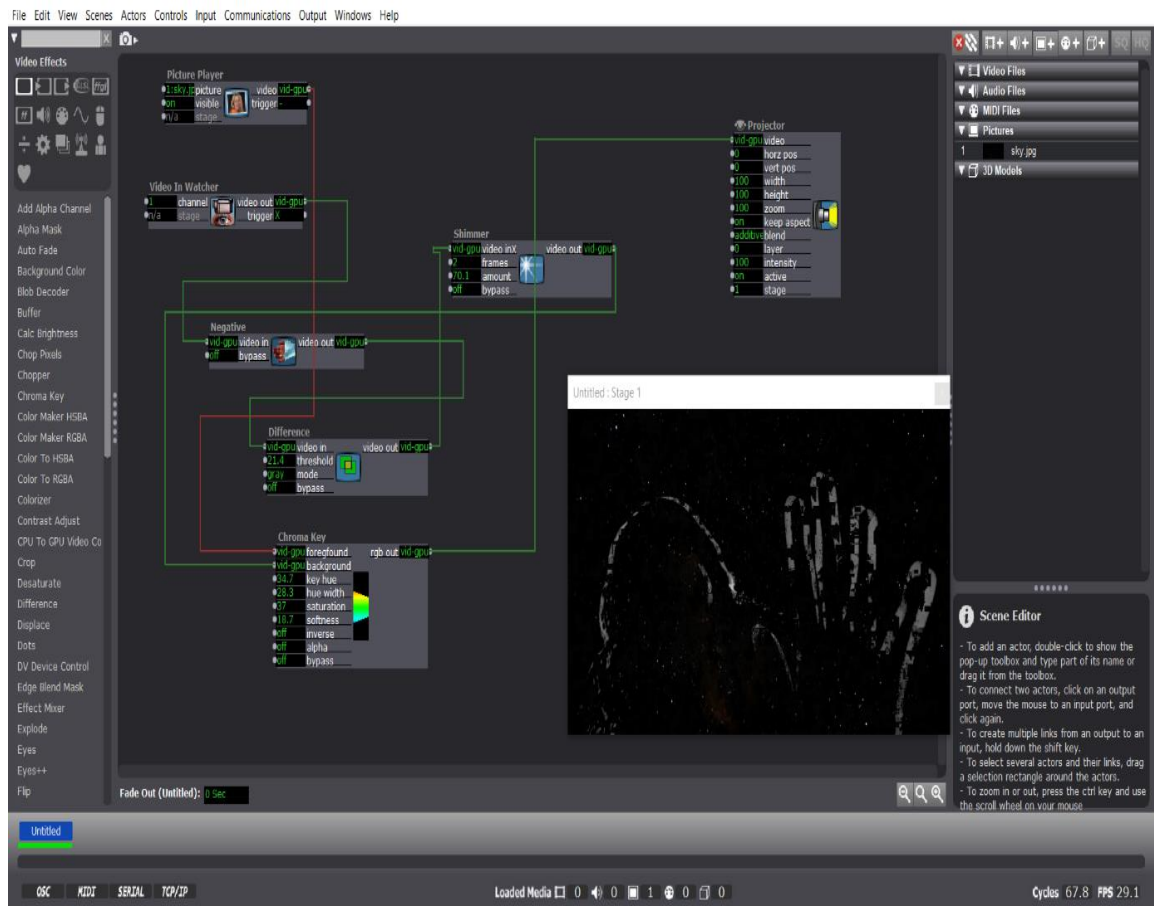 File Edit View Scenes Actors Controls Input Communications Output Windows Help
Video Effects
Add Alpha Channel
Alpha Mask
Auto Fade
Background Color
Blob Decoder
Buffer
Calc Brightness
Chop Pixels
Chopper
Chroma Key
Color Maker HSBA
Color Maker RGBA
Color To HSBA
Color To RGBA
Colorizer
Contrast Adjust
CPU To GPU Video Co
Crop
Desaturate
Difference
Displace
Dots
DV Device Control
Edge Blend Mask
Effect Mixer
Explode
Eyes
Eyes++
Flip
Picture Player
1:sky.jp picture video vid-gpu
on visible trigger -
n/a stage
Video In Watcher
1 channel video out vid-gpu
n/a stage trigger X
Shimmer
vid-gpu video inX video out vid-gpu
2 frames
70.1 amount
off bypass
Negative
vid-gpu video in video out vid-gpu
off bypass
Difference
vid-gpu video in video out vid-gpu
21.4 threshold
gray mode
off bypass
Chroma Key
vid-gpu foregfound rgb out vid-gpu
vid-gpu background
34.7 key hue
28.3 hue width
37 saturation
18.7 softness
off inverse
off alpha
off bypass
Projector
vid-gpu video
0 horz pos
0 vert pos
100 width
100 height
100 zoom
on keep aspect
additive blend
0 layer
100 intensity
on active
1 stage
Untitled : Stage 1
SQ HQ
Video Files
Audio Files
MIDI Files
Pictures
1 sky.jpg
3D Models
Scene Editor
- To add an actor, double-click to show the
pop-up toolbox and type part of its name or
drag it from the toolbox.
- To connect two actors, click on an output
port, move the mouse to an input port, and
click again.
- To create multiple links from an output to an
input, hold down the shift key.
- To select several actors and their links, drag
a selection rectangle around the actors.
- To zoom in or out, press the ctrl key and use
the scroll wheel on your mouse
Fade Out (Untitled): 0 Sec
Untitled
OSC MIDI SERIAL TCP/IP
Loaded Media 0 0 1 0 0
Cycles 67.8 FPS 29.1